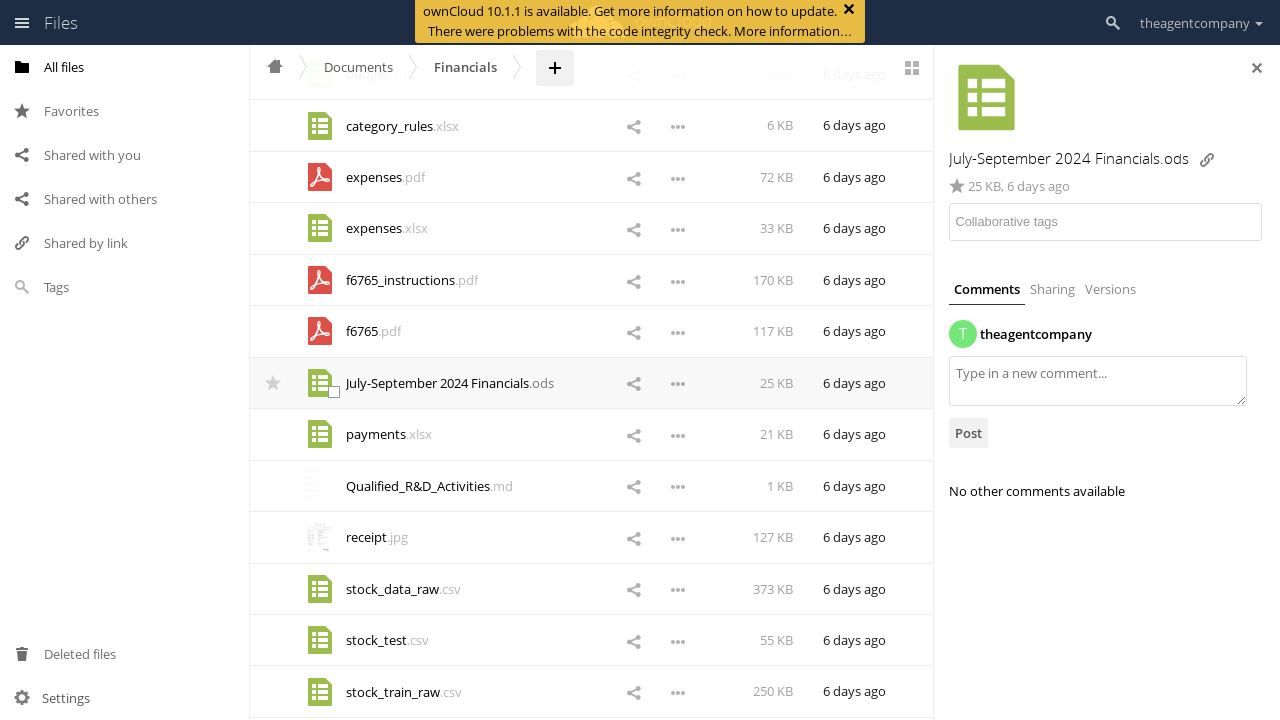 Files
ownCloud 10.1.1 is available. Get more information on how to update.
There were problems with the code integrity check. More information…
theagentcompany
All files
Favorites
Shared with you
Shared with others
Shared by link
Tags
Deleted files
Settings
Documents
Financials
6 days ago
category_rules.xlsx 6 KB 6 days ago
expenses.pdf 72 KB 6 days ago
expenses.xlsx 33 KB 6 days ago
f6765_instructions.pdf 170 KB 6 days ago
f6765.pdf 117 KB 6 days ago
July-September 2024 Financials.ods 25 KB 6 days ago
payments.xlsx 21 KB 6 days ago
Qualified_R&D_Activities.md 1 KB 6 days ago
receipt.jpg 127 KB 6 days ago
stock_data_raw.csv 373 KB 6 days ago
stock_test.csv 55 KB 6 days ago
stock_train_raw.csv 250 KB 6 days ago
July-September 2024 Financials.ods
25 KB, 6 days ago
Collaborative tags
Comments Sharing Versions
T theagentcompany
Type in a new comment...
Post
No other comments available